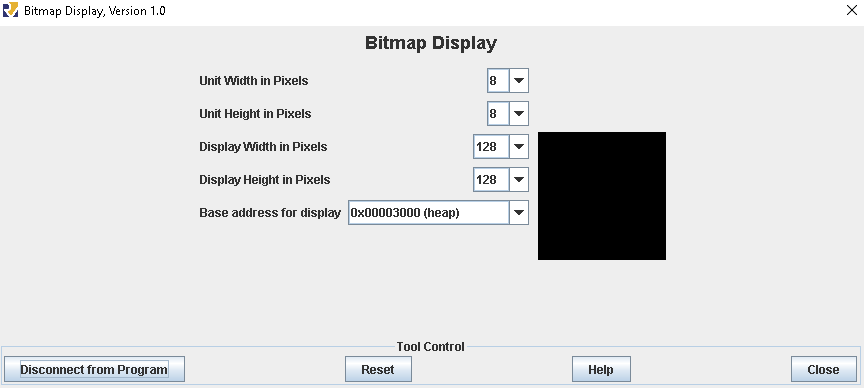 Bitmap Display, Version 1.0
Bitmap Display
Unit Width in Pixels 8
Unit Height in Pixels 8
Display Width in Pixels 128
Display Height in Pixels 128
Base address for display 0x00003000 (heap)
Tool Control
Disconnect from Program Reset Help Close